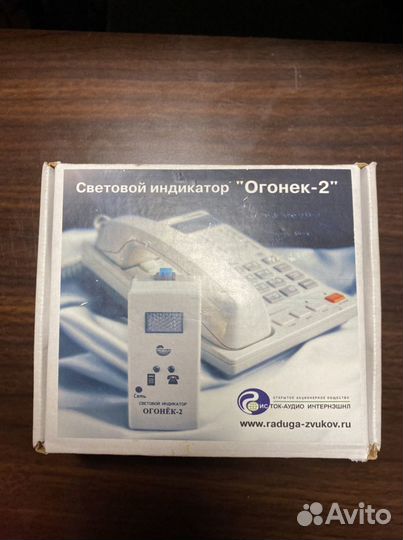 Световой индикатор "Огонек-2"
Сеть
СВЕТОВОЙ ИНДИКАТОР
ОГОНЁК-2
ОТКРЫТОЕ АКЦИОНЕРНОЕ ОБЩЕСТВО
ИСТОК-АУДИО ИНТЕРНЭШНЛ
www.raduga-zvukov.ru
Avito